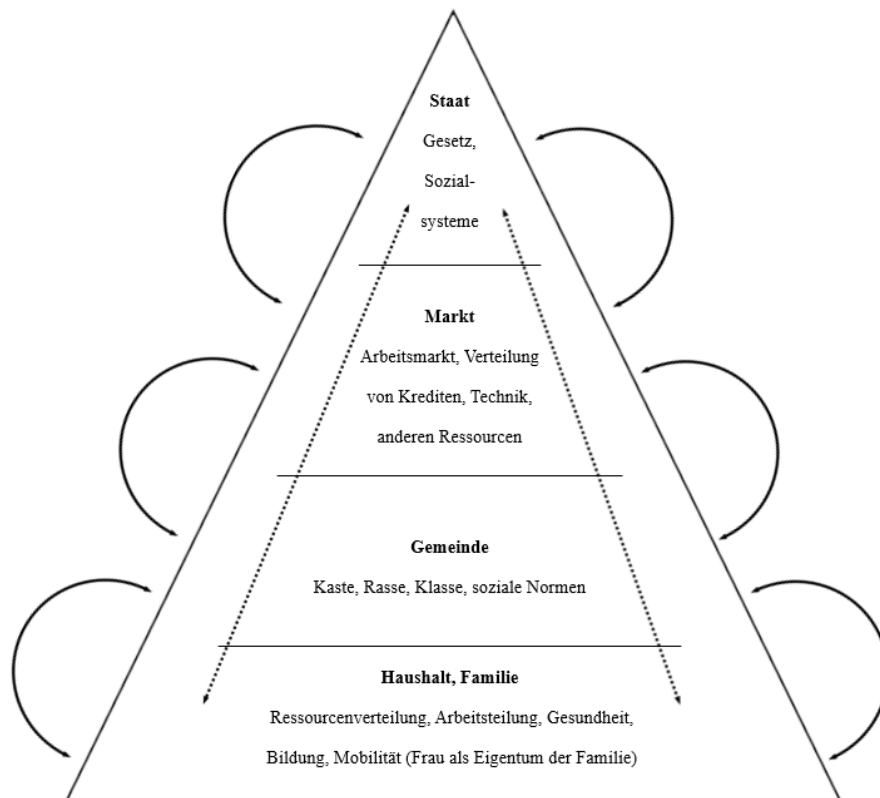 Staat
Gesetz,
Sozial-
systeme
Markt
Arbeitsmarkt, Verteilung
von Krediten, Technik,
anderen Ressourcen
Gemeinde
Kaste, Rasse, Klasse, soziale Normen
Haushalt, Familie
Ressourcenverteilung, Arbeitsteilung, Gesundheit,
Bildung, Mobilität (Frau als Eigentum der Familie)